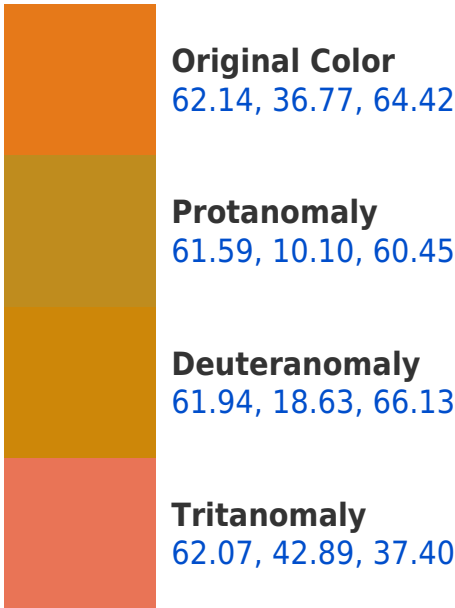 Original Color
62.14, 36.77, 64.42
Protanomaly
61.59, 10.10, 60.45
Deuteranomaly
61.94, 18.63, 66.13
Tritanomaly
62.07, 42.89, 37.40